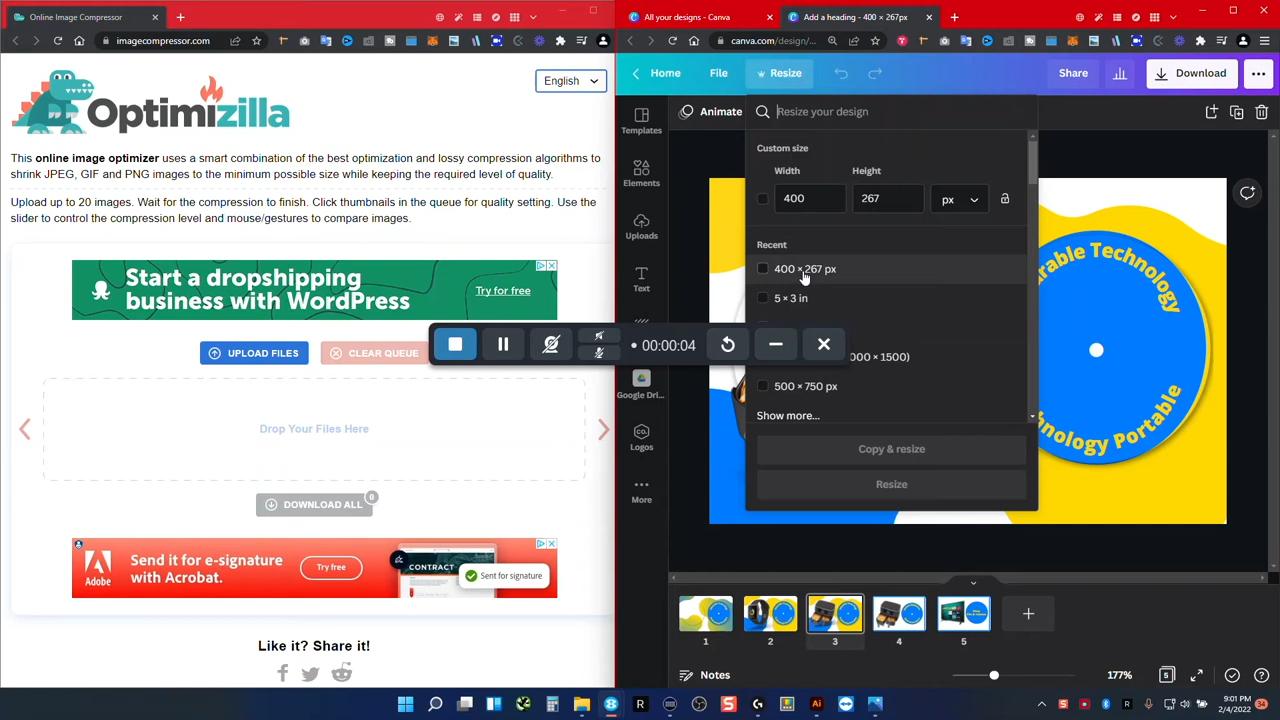 Online Image Compressor
imagecompressor.com
Optimizilla
English
This online image optimizer uses a smart combination of the best optimization and lossy compression algorithms to
shrink JPEG, GIF and PNG images to the minimum possible size while keeping the required level of quality.
Upload up to 20 images. Wait for the compression to finish. Click thumbnails in the queue for quality setting. Use the
slider to control the compression level and mouse/gestures to compare images.
Start a dropshipping
business with WordPress
Try for free
UPLOAD FILES
CLEAR QUEUE
Drop Your Files Here
DOWNLOAD ALL
0
Send it for e-signature
with Acrobat.
Adobe
Try free
CONTRACT
Sent for signature
Like it? Share it!
All your designs - Canva
Add a heading - 400 × 267px
canva.com/design/...
Home
File
Resize
Share
Download
Templates
Elements
Uploads
Text
Google Dri...
Logos
More
Animate
Resize your design
Custom size
Width
Height
400
267
px
Recent
400 × 267 px
5 × 3 in
000 × 1500)
500 × 750 px
Show more...
Copy & resize
Resize
00:00:04
arable Technology
hnology Portable
1
2
3
4
5
Notes
177%
5
9:01 PM
2/4/2022
34